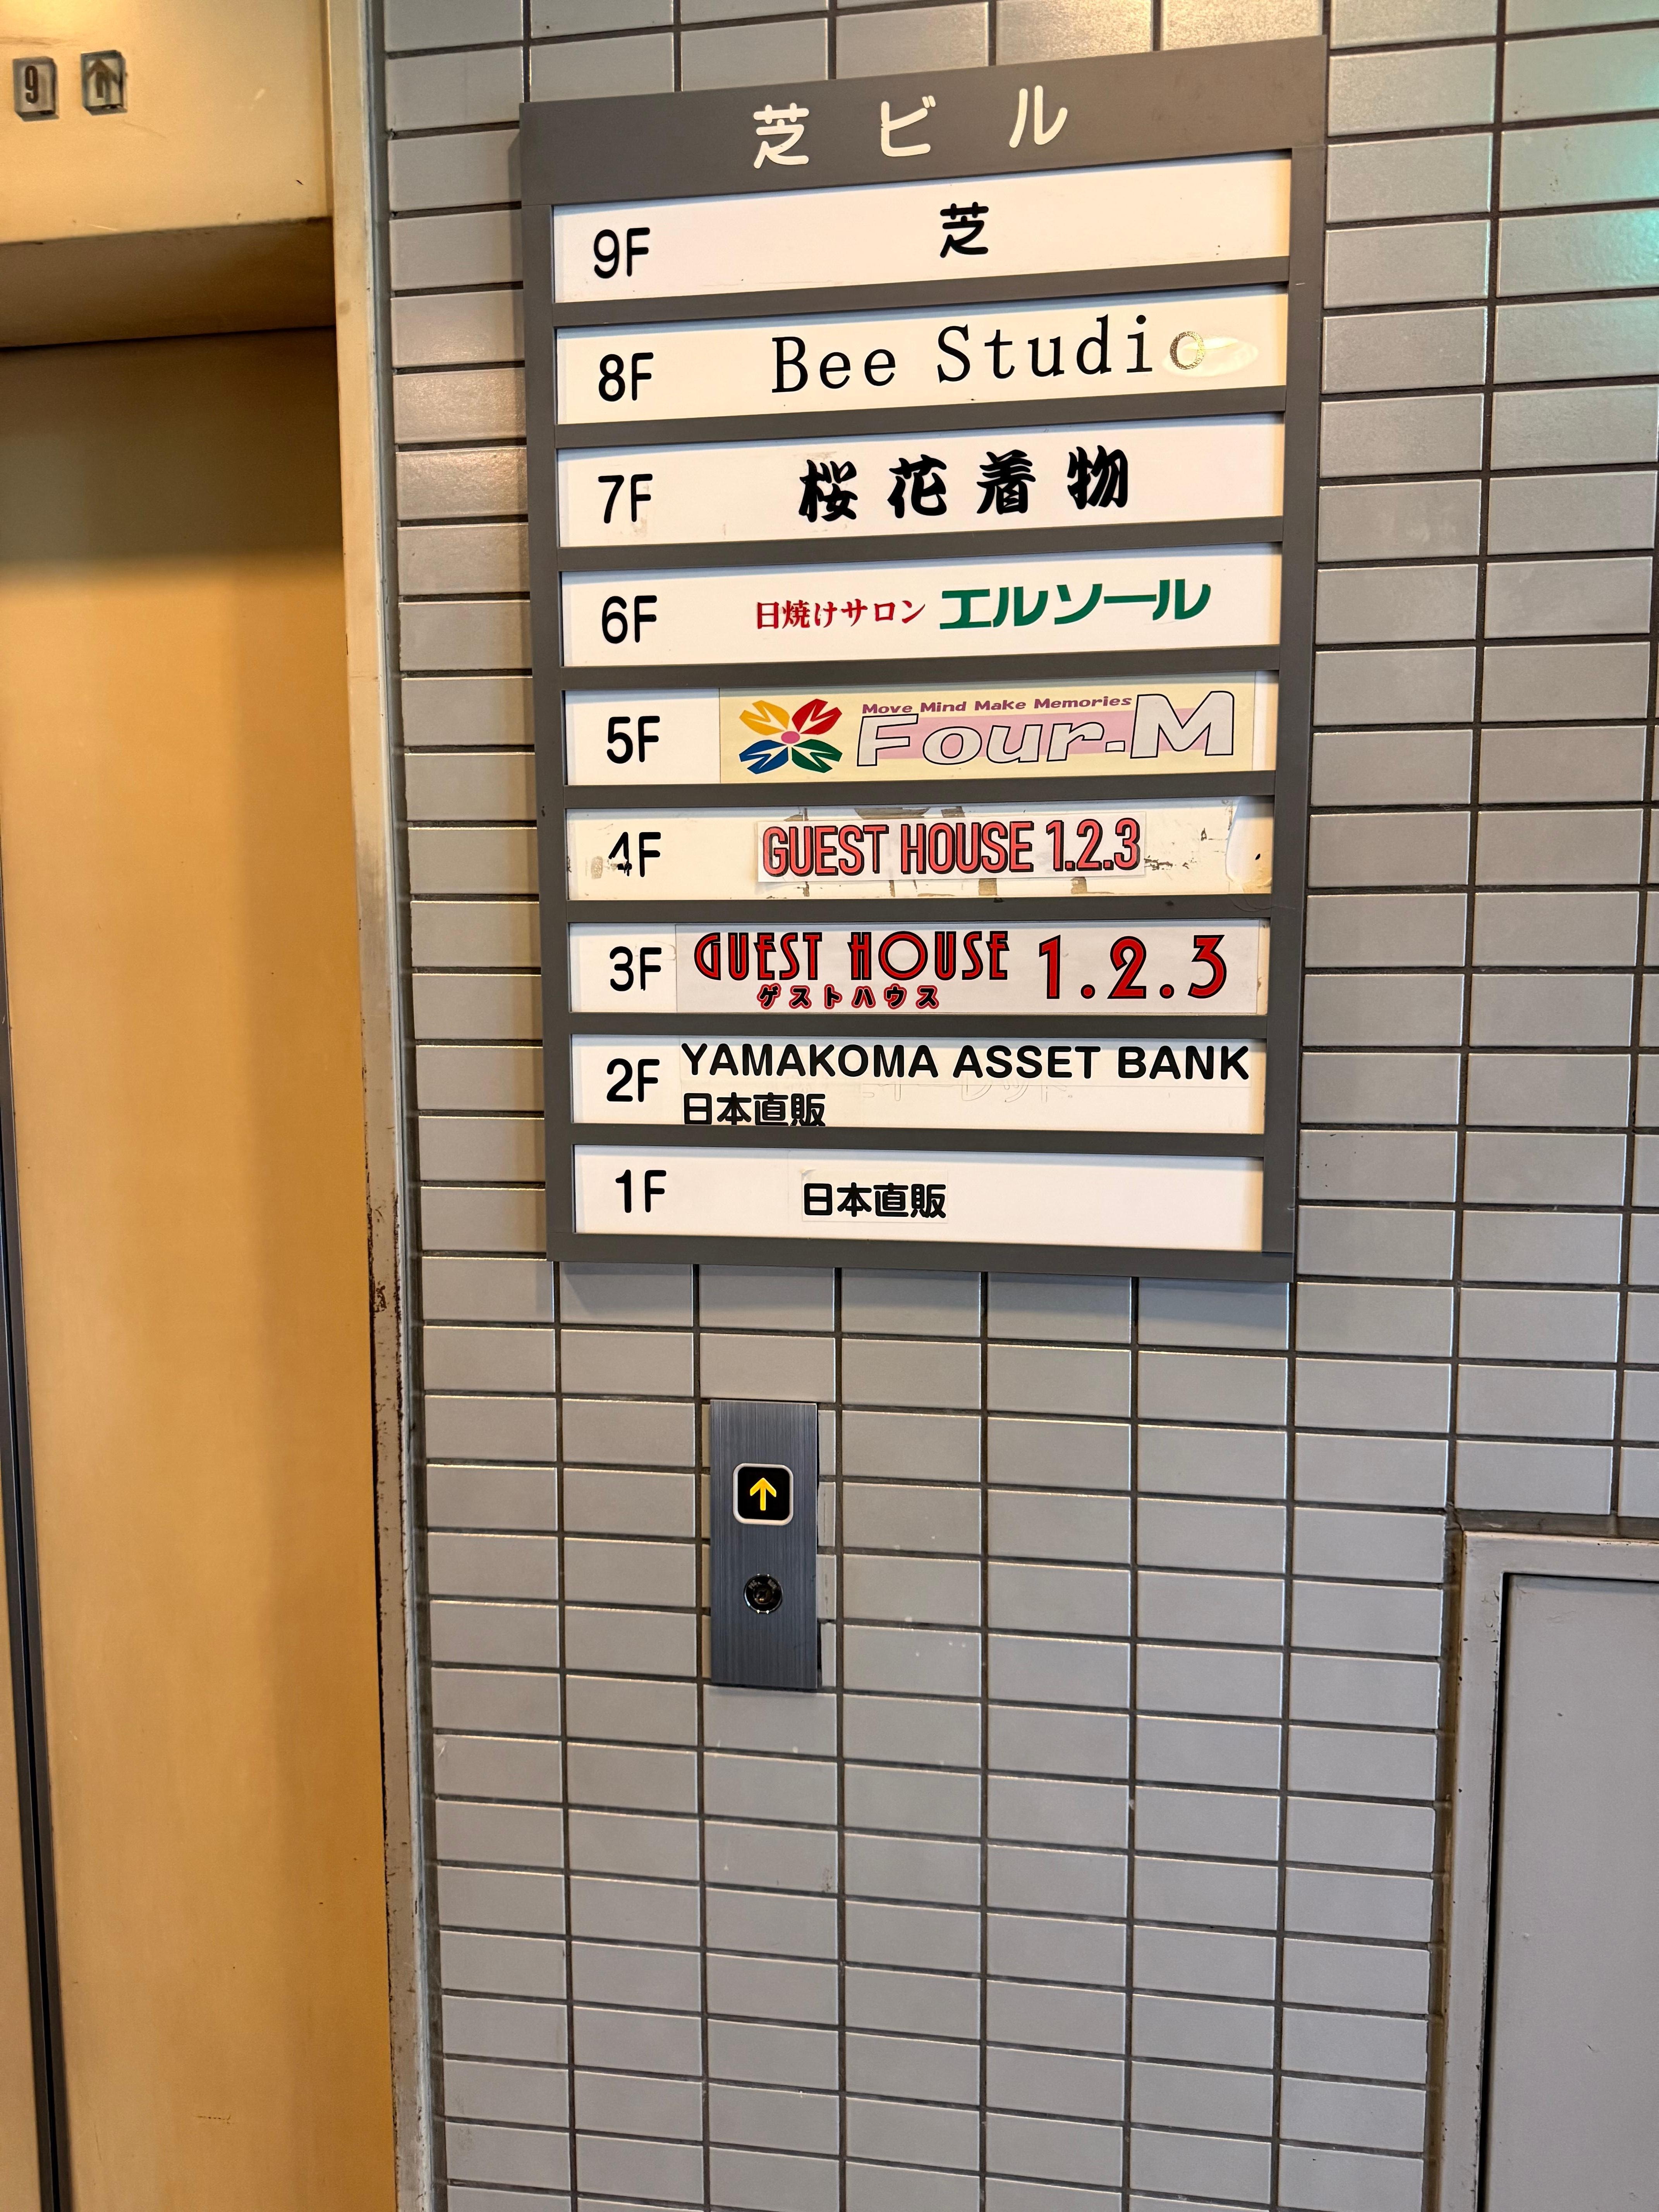 9
芝ビル
9F 芝
8F Bee Studio
7F 桜花着物
6F 日焼けサロン エルソール
5F Move Mind Make Memories
Four-M
4F GUEST HOUSE 1.2.3
3F GUEST HOUSE 1.2.3
ゲストハウス
2F YAMAKOMA ASSET BANK
日本直販
1F 日本直販